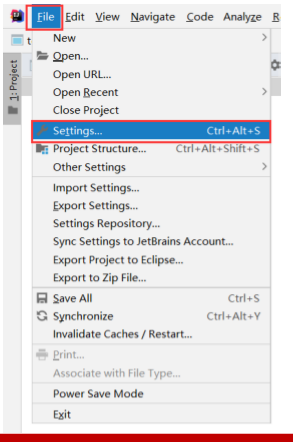 File Edit View Navigate Code Analyze R
t
New
Open...
Open URL...
Open Recent
Close Project
Settings... Ctrl+Alt+S
Project Structure... Ctrl+Alt+Shift+S
Other Settings
Import Settings...
Export Settings...
Settings Repository...
Sync Settings to JetBrains Account...
Export Project to Eclipse...
Export to Zip File...
Save All Ctrl+S
Synchronize Ctrl+Alt+Y
Invalidate Caches / Restart...
Print...
Associate with File Type...
Power Save Mode
Exit
1: Project